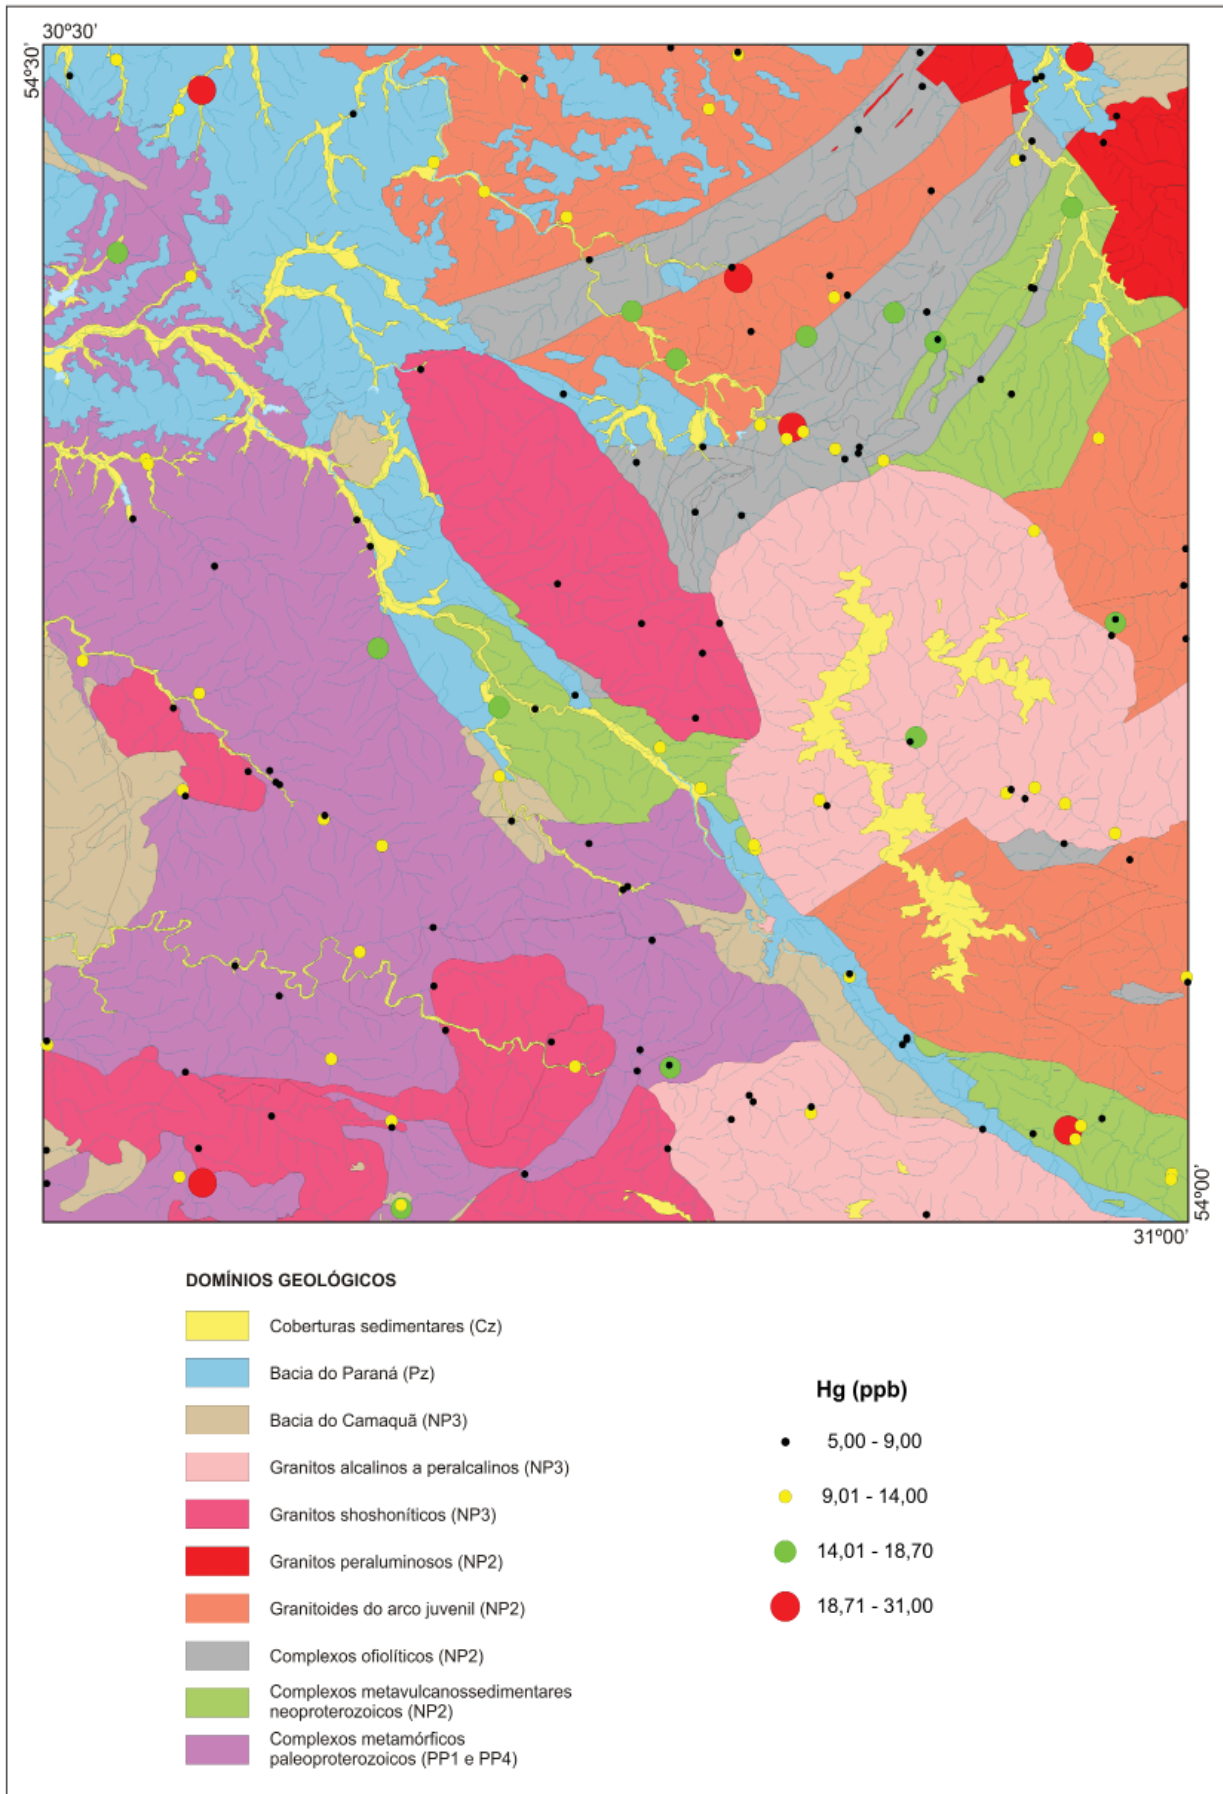 30º30'
54º30'
54º00'
31º00'
DOMÍNIOS GEOLÓGICOS
Coberturas sedimentares (Cz)
Bacia do Paraná (Pz)
Bacia do Camaquã (NP3)
Granitos alcalinos a peralcalinos (NP3)
Granitos shoshoníticos (NP3)
Granitos peraluminosos (NP2)
Granitoides do arco juvenil (NP2)
Complexos ofiolíticos (NP2)
Complexos metavulcanossedimentares
neoproterozoicos (NP2)
Complexos metamórficos
paleoproterozoicos (PP1 e PP4)
Hg (ppb)
5,00 - 9,00
9,01 - 14,00
14,01 - 18,70
18,71 - 31,00